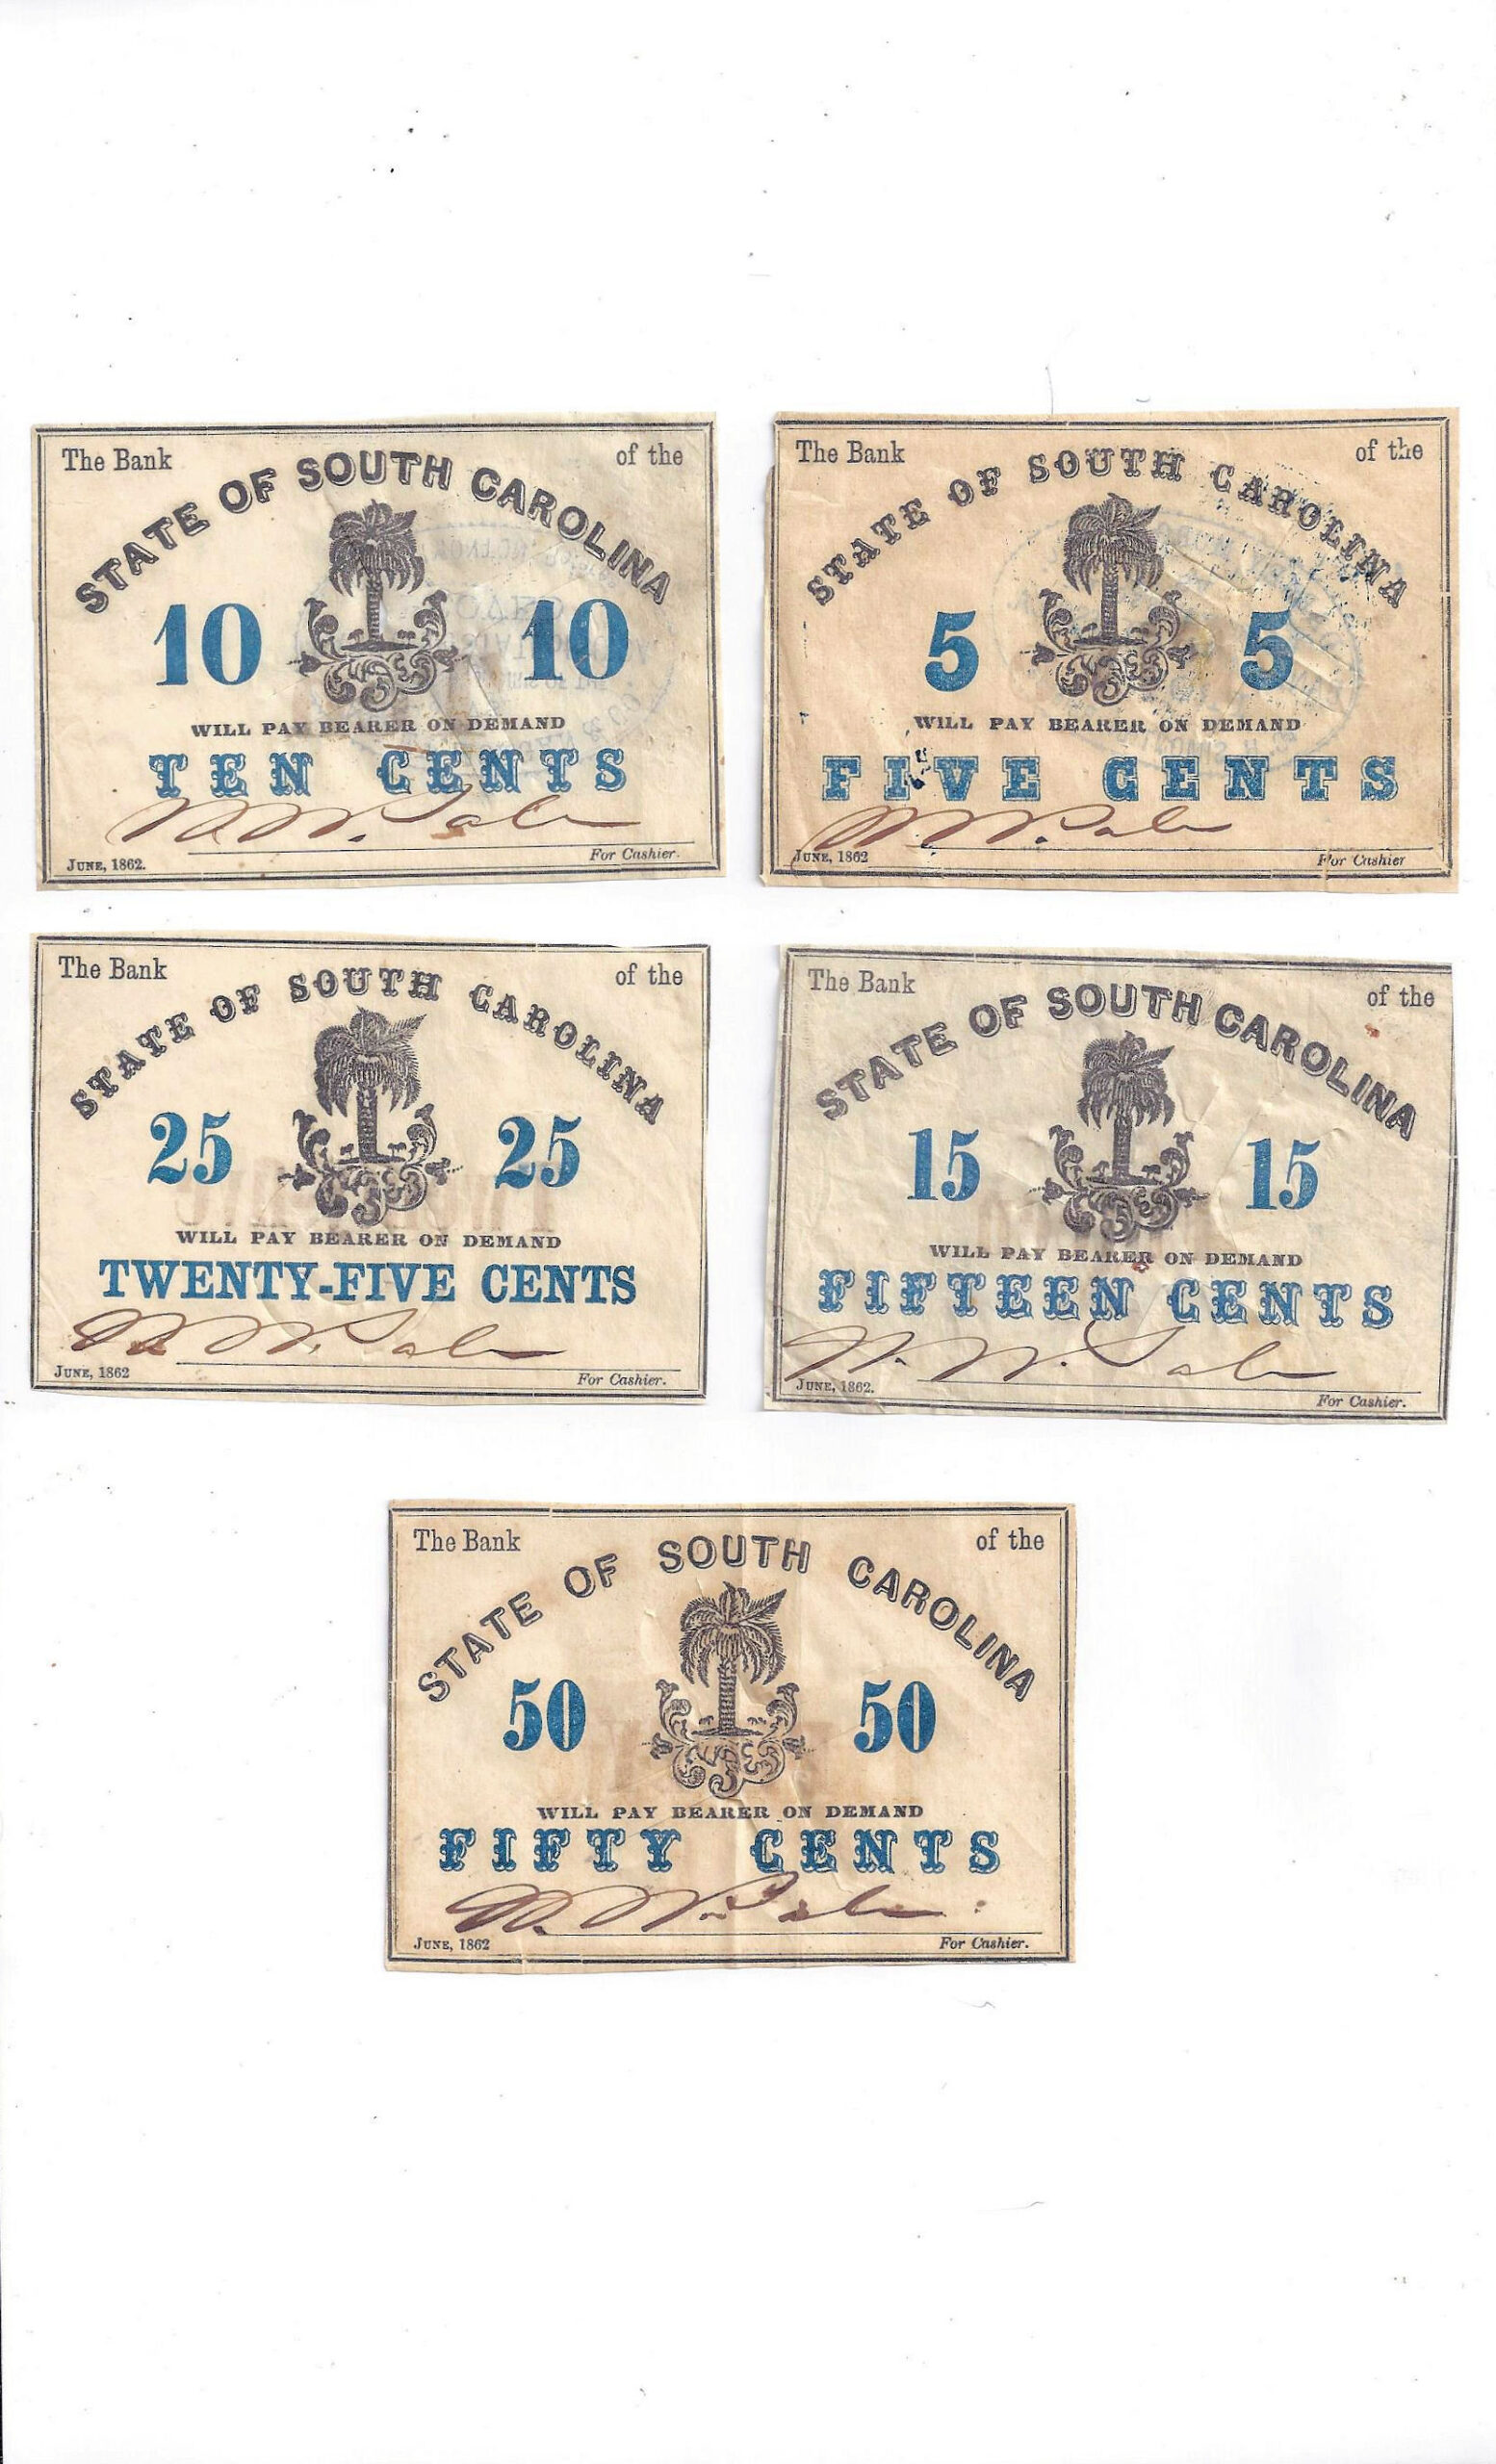 The Bank of the
STATE OF SOUTH CAROLINA
10 10
WILL PAY BEARER ON DEMAND
TEN CENTS
JUNE, 1862. For Cashier.
The Bank of the
STATE OF SOUTH CAROLINA
5 5
WILL PAY BEARER ON DEMAND
FIVE CENTS
JUNE, 1862 For Cashier
The Bank of the
STATE OF SOUTH CAROLINA
25 25
WILL PAY BEARER ON DEMAND
TWENTY-FIVE CENTS
JUNE, 1862 For Cashier.
The Bank of the
STATE OF SOUTH CAROLINA
15 15
WILL PAY BEARER ON DEMAND
FIFTEEN CENTS
JUNE, 1862. For Cashier.
The Bank of the
STATE OF SOUTH CAROLINA
50 50
WILL PAY BEARER ON DEMAND
FIFTY CENTS
JUNE, 1862 For Cashier.